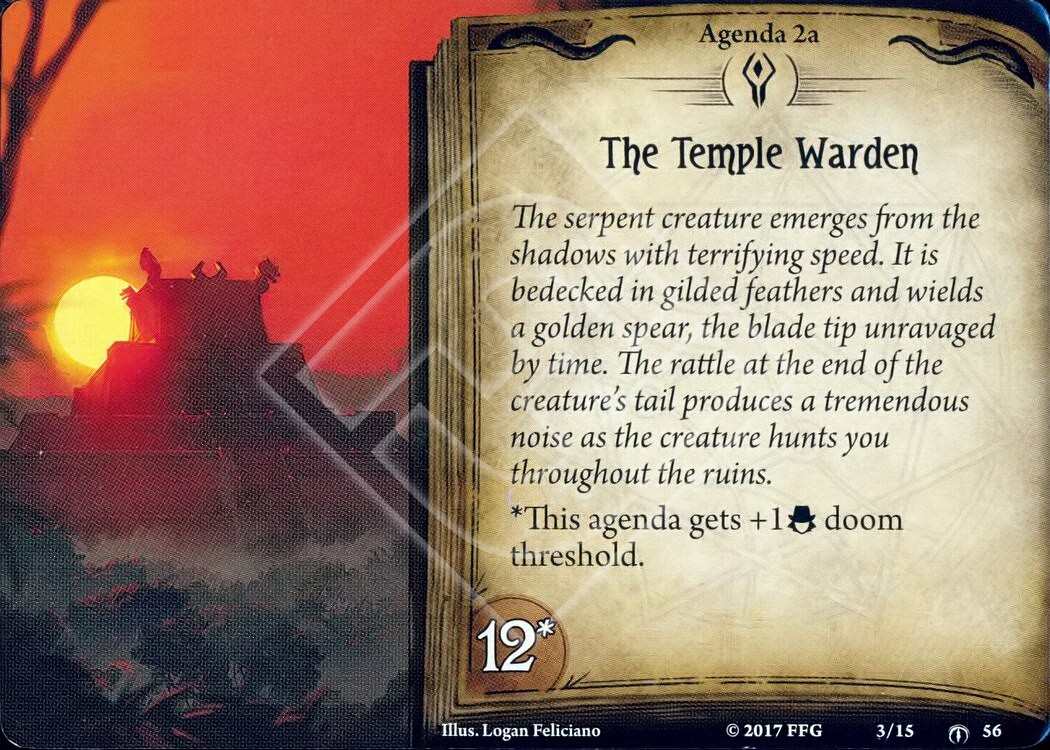 Agenda 2a
The Temple Warden
The serpent creature emerges from the
shadows with terrifying speed. It is
bedecked in gilded feathers and wields
a golden spear, the blade tip unravaged
by time. The rattle at the end of the
creature's tail produces a tremendous
noise as the creature hunts you
throughout the ruins.
*This agenda gets +1 doom
threshold.
12*
Illus. Logan Feliciano © 2017 FFG 3/15 56